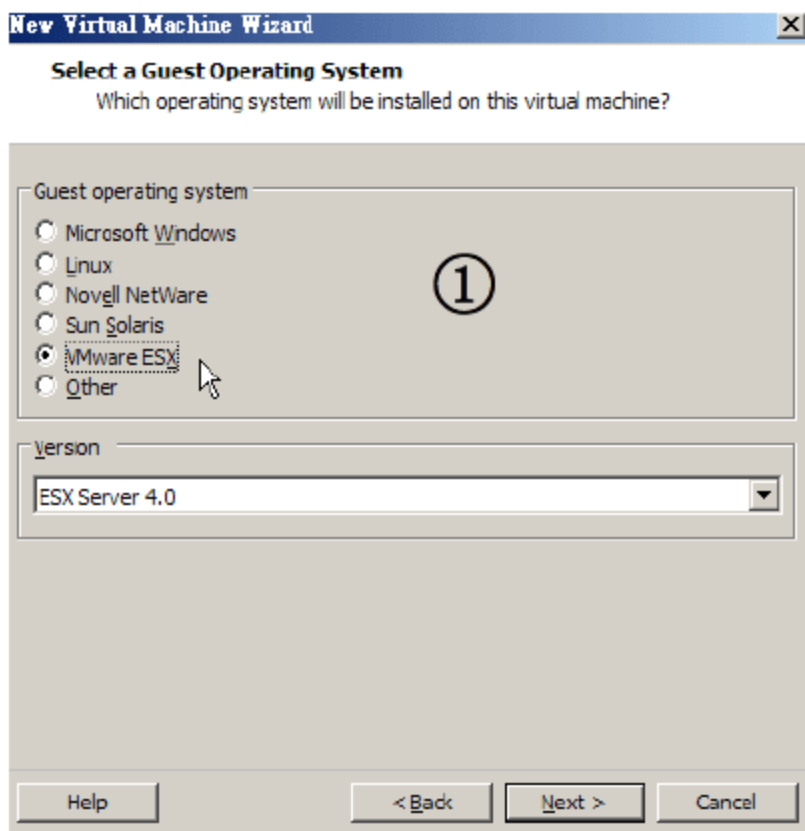 New Virtual Machine Wizard
Select a Guest Operating System
Which operating system will be installed on this virtual machine?
Guest operating system
Microsoft Windows
Linux
①
Novell NetWare
Sun Solaris
VMware ESX
Other
Version
ESX Server 4.0
Help
< Back
Next >
Cancel